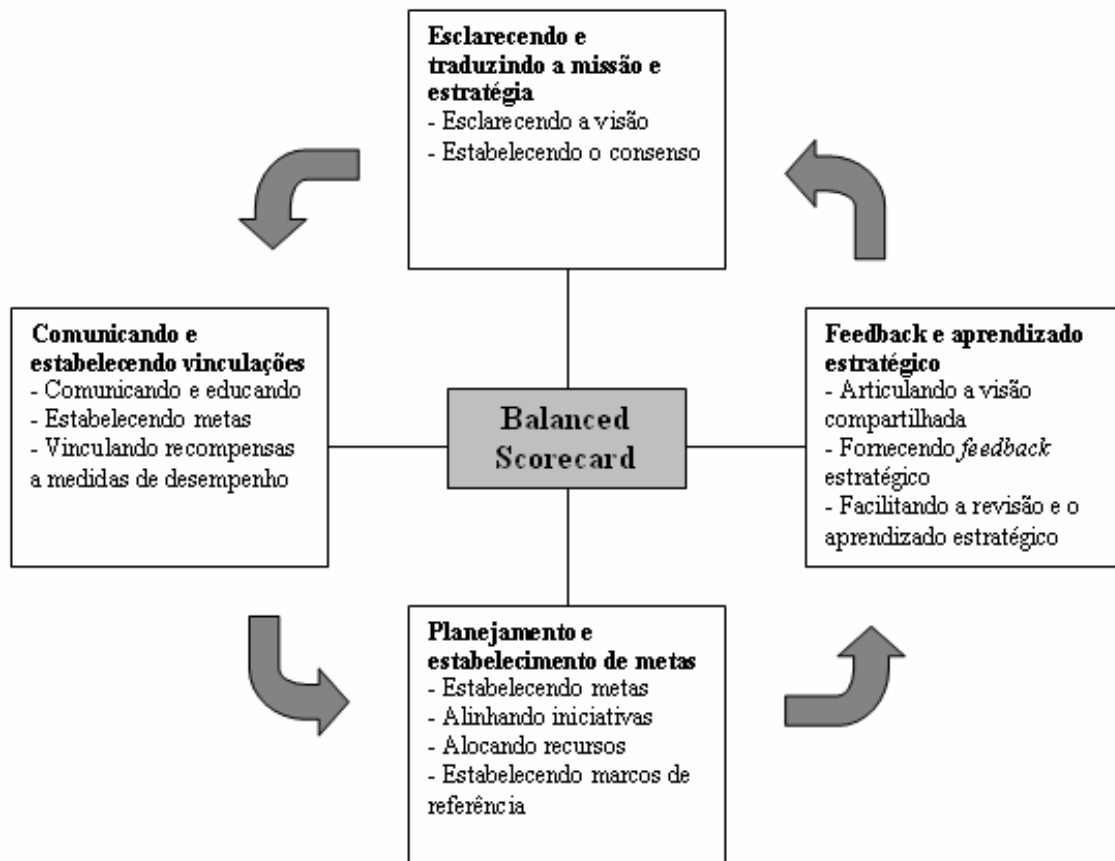 Esclarecendo e
traduzindo a missão e
estratégia
- Esclarecendo a visão
- Estabelecendo o consenso
Comunicando e
estabelecendo vinculações
- Comunicando e educando
- Estabelecendo metas
- Vinculando recompensas
a medidas de desempenho
Balanced
Scorecard
Feedback e aprendizado
estratégico
- Articulando a visão
compartilhada
- Fornecendo feedback
estratégico
- Facilitando a revisão e o
aprendizado estratégico
Planejamento e
estabelecimento de metas
- Estabelecendo metas
- Alinhando iniciativas
- Alocando recursos
- Estabelecendo marcos de
referência